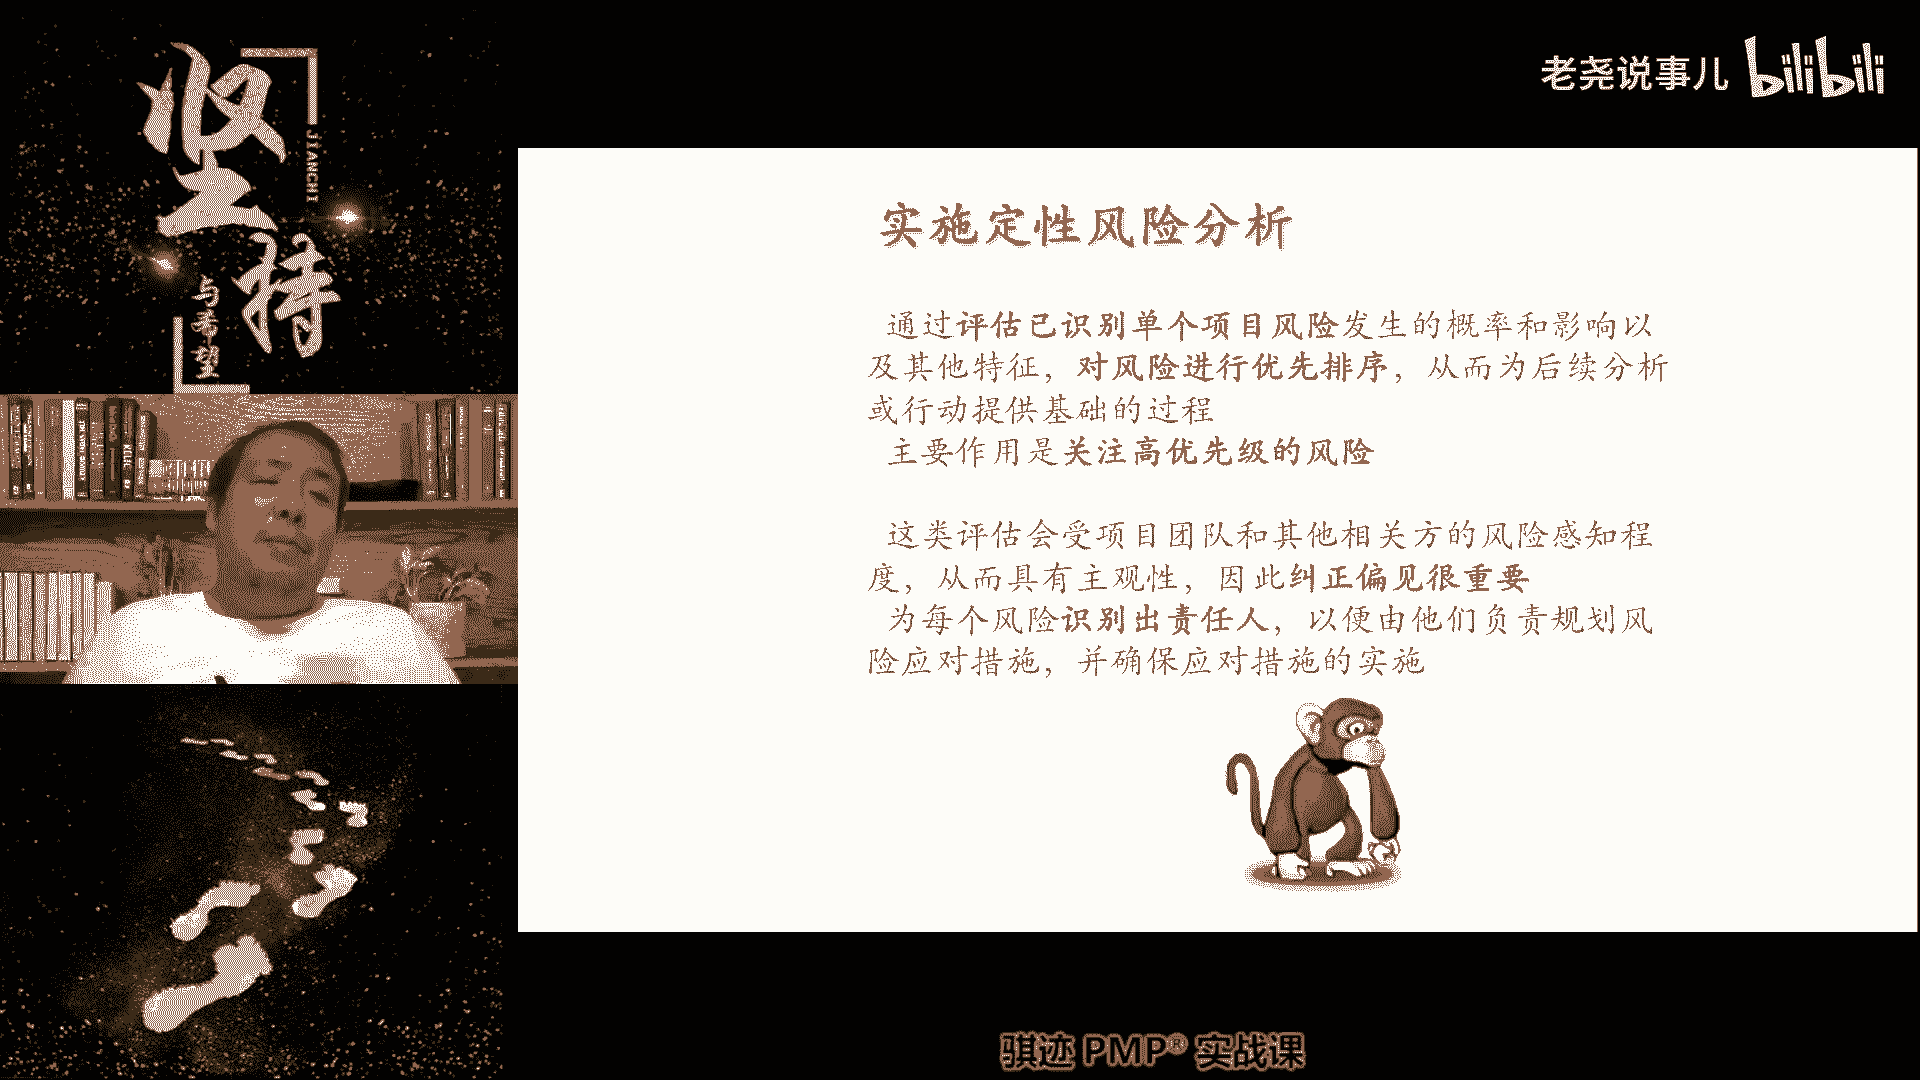 坚持
JIANCHI
与希望
老尧说事儿 bilibili
实施定性风险分析
通过评估已识别单个项目风险发生的概率和影响以
及其他特征，对风险进行优先排序，从而为后续分析
或行动提供基础的过程
主要作用是关注高优先级的风险
这类评估会受项目团队和其他相关方的风险感知程
度，从而具有主观性，因此纠正偏见很重要
为每个风险识别出责任人，以便由他们负责规划风
险应对措施，并确保应对措施的实施
骐迹 PMP® 实战课